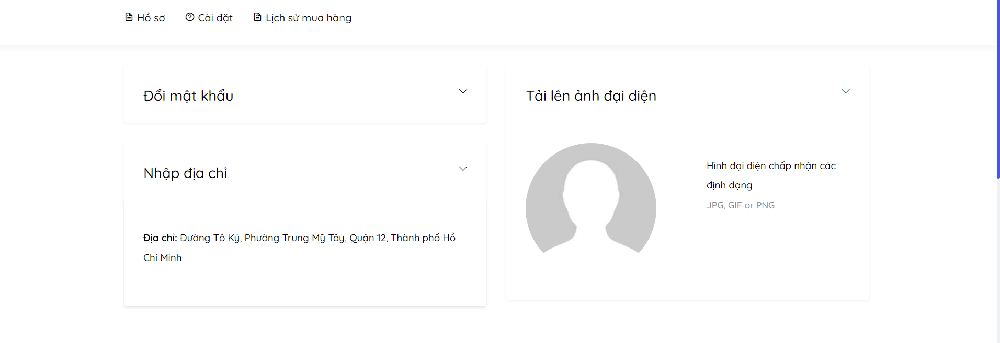 Hồ sơ
Cài đặt
Lịch sử mua hàng
Đổi mật khẩu
Nhập địa chỉ
Địa chỉ: Đường Tô Ký, Phường Trung Mỹ Tây, Quận 12, Thành phố Hồ
Chí Minh
Tải lên ảnh đại diện
Hình đại diện chấp nhận các
định dạng
JPG, GIF or PNG